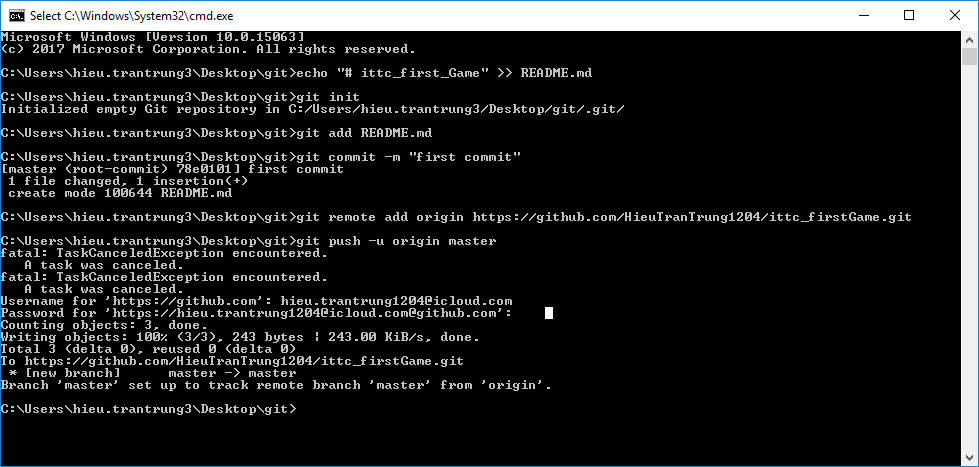 Select C:\Windows\System32\cmd.exe
Microsoft Windows [Version 10.0.15063]
(c) 2017 Microsoft Corporation. All rights reserved.
C:\Users\hieu.trantrung3\Desktop\git>echo "# ittc_first_Game" >> README.md
C:\Users\hieu.trantrung3\Desktop\git>git init
Initialized empty Git repository in C:/Users/hieu.trantrung3/Desktop/git/.git/
C:\Users\hieu.trantrung3\Desktop\git>git add README.md
C:\Users\hieu.trantrung3\Desktop\git>git commit -m "first commit"
[master (root-commit) 78e0101] first commit
1 file changed, 1 insertion(+)
create mode 100644 README.md
C:\Users\hieu.trantrung3\Desktop\git>git remote add origin https://github.com/HieuTranTrung1204/ittc_firstGame.git
C:\Users\hieu.trantrung3\Desktop\git>git push -u origin master
fatal: TaskCanceledException encountered.
A task was canceled.
fatal: TaskCanceledException encountered.
A task was canceled.
Username for 'https://github.com': hieu.trantrung1204@icloud.com
Password for 'https://hieu.trantrung1204@icloud.com@github.com':
Counting objects: 3, done.
Writing objects: 100% (3/3), 243 bytes | 243.00 KiB/s, done.
Total 3 (delta 0), reused 0 (delta 0)
To https://github.com/HieuTranTrung1204/ittc_firstGame.git
* [new branch] master -> master
Branch 'master' set up to track remote branch 'master' from 'origin'.
C:\Users\hieu.trantrung3\Desktop\git>